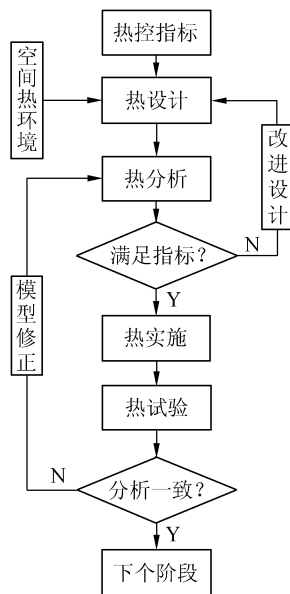 热控指标
空间热环境
热设计
改进设计
热分析
满足指标?
N
Y
模型修正
热实施
热试验
N
分析一致?
Y
下个阶段